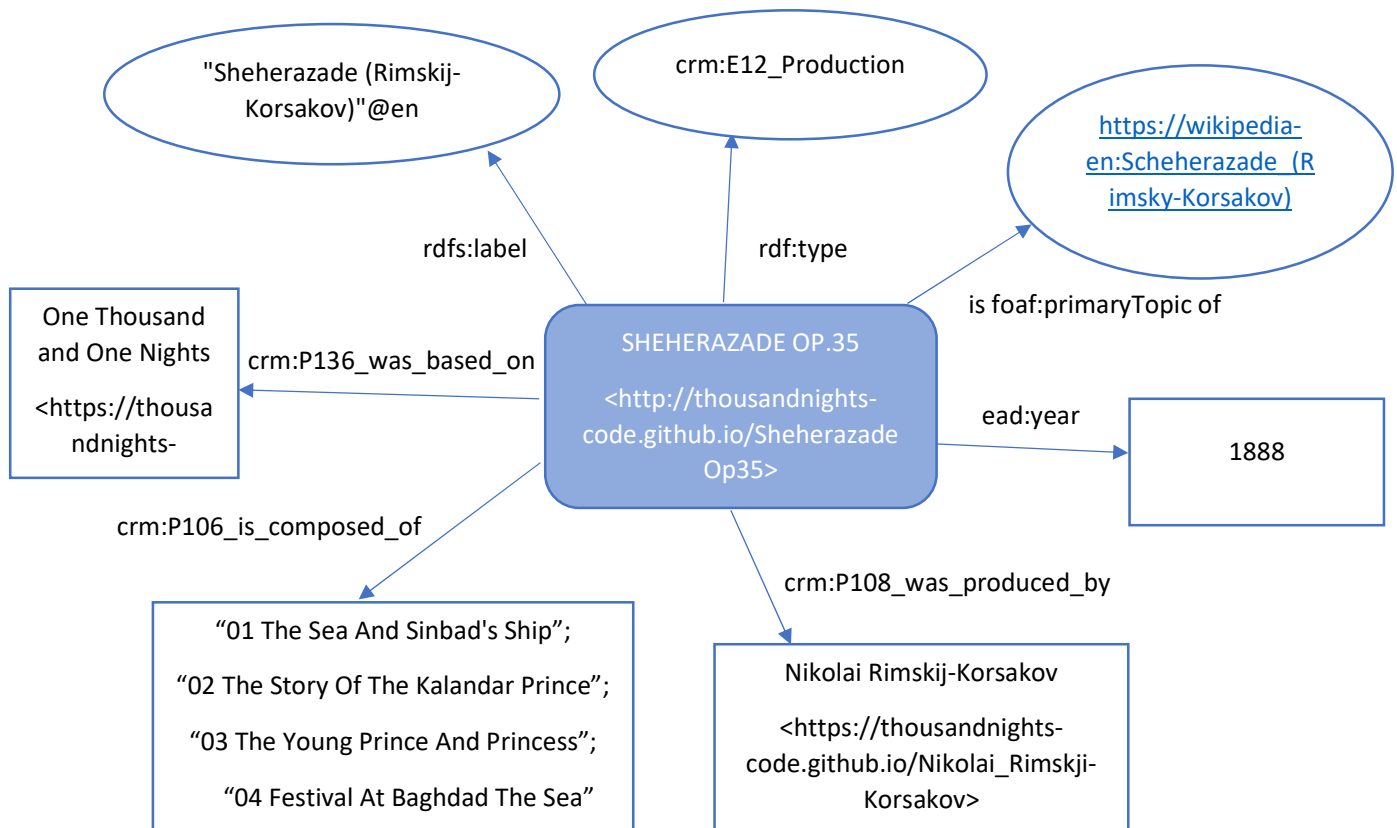 "Sheherazade (Rimskij-
Korsakov)"@en
crm:E12_Production
https://wikipedia-
en:Scheherazade_(R
imsky-Korsakov)
rdfs:label
rdf:type
is foaf:primaryTopic of
One Thousand
and One Nights
<https://thousa
ndnights-
crm:P136_was_based_on
SHEHERAZADE OP.35
<http://thousandnights-
code.github.io/Sheherazade
Op35>
ead:year
1888
crm:P106_is_composed_of
crm:P108_was_produced_by
“01 The Sea And Sinbad's Ship”;
“02 The Story Of The Kalandar Prince”;
“03 The Young Prince And Princess”;
“04 Festival At Baghdad The Sea”
Nikolai Rimskij-Korsakov
<https://thousandnights-
code.github.io/Nikolai_Rimskji-
Korsakov>